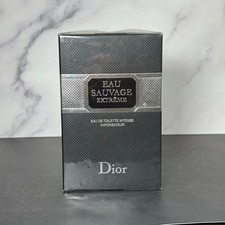 EAU
SAUVAGE
EXTRÊME
EAU DE TOILETTE INTENSE
VAPORISATEUR
Dior